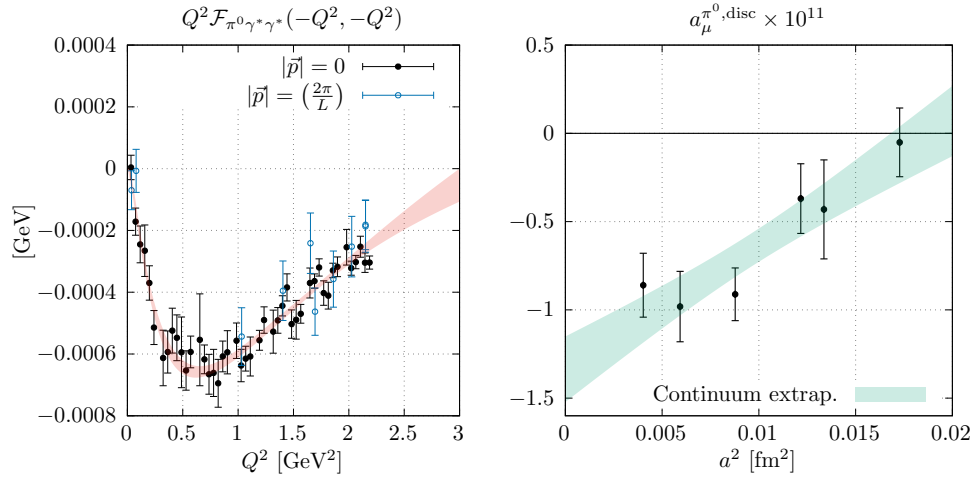 Q²F_{π⁰γ*γ*}(−Q², −Q²)
0.0004
0.0002
0
−0.0002
−0.0004
−0.0006
−0.0008
[GeV]
|p⃗| = 0
|p⃗| = (2π/L)
0 0.5 1 1.5 2 2.5 3
Q² [GeV²]
a_μ^{π⁰,disc} × 10¹¹
0.5
0
−0.5
−1
−1.5
Continuum extrap.
0 0.005 0.01 0.015 0.02
a² [fm²]